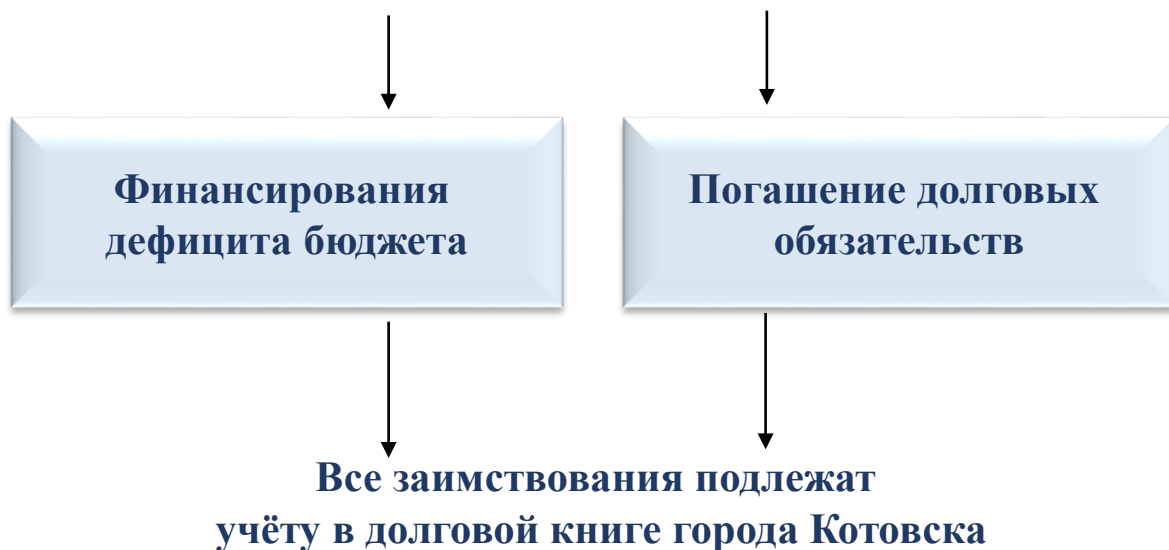 Финансирования
дефицита бюджета
Погашение долговых
обязательств
Все заимствования подлежат
учёту в долговой книге города Котовска